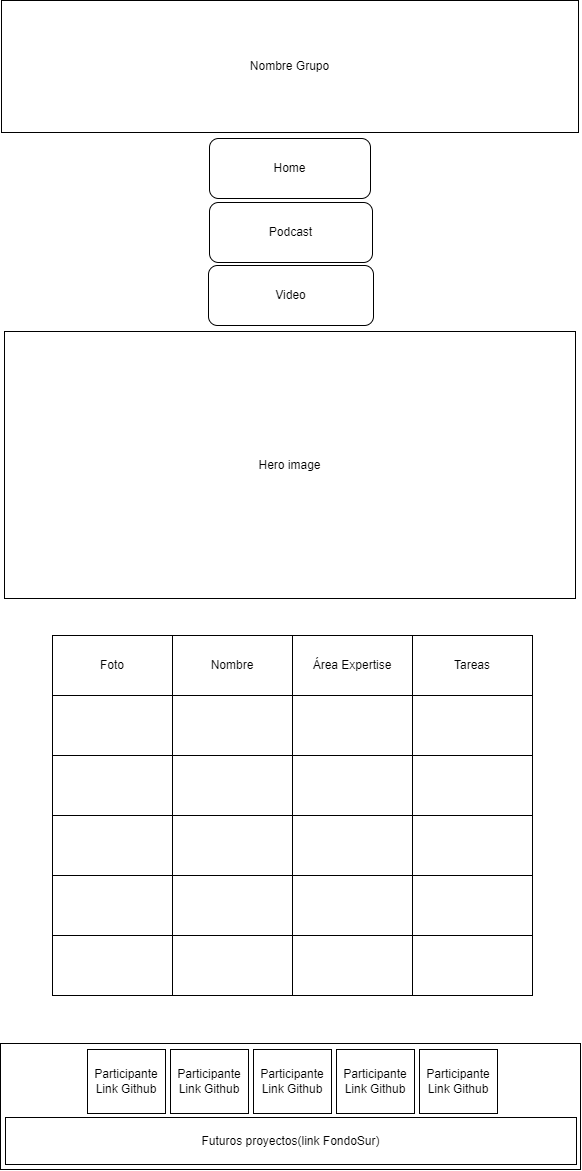 Nombre Grupo
Home
Podcast
Video
Hero image
Foto Nombre Área Expertise Tareas
Participante Participante Participante Participante Participante
Link Github Link Github Link Github Link Github Link Github
Futuros proyectos(link FondoSur)